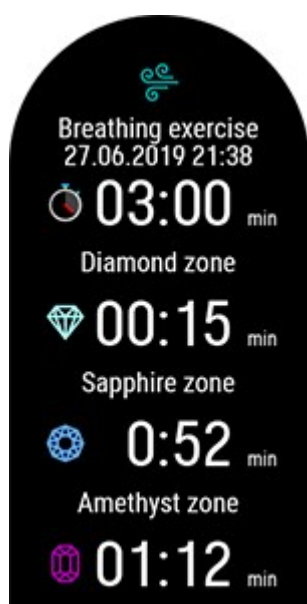 Breathing exercise
27.06.2019 21:38
03:00 min
Diamond zone
00:15 min
Sapphire zone
0:52 min
Amethyst zone
01:12 min